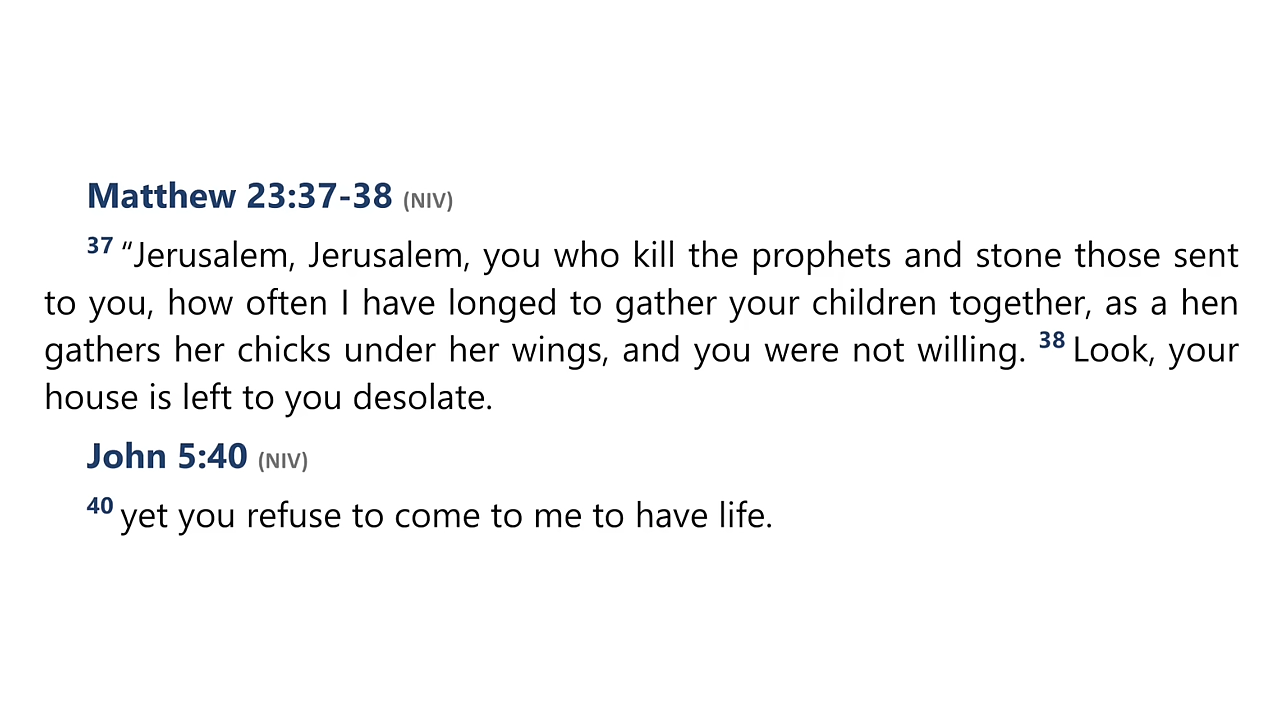 Matthew 23:37-38 (NIV)
37 “Jerusalem, Jerusalem, you who kill the prophets and stone those sent
to you, how often I have longed to gather your children together, as a hen
gathers her chicks under her wings, and you were not willing. 38 Look, your
house is left to you desolate.
John 5:40 (NIV)
40 yet you refuse to come to me to have life.